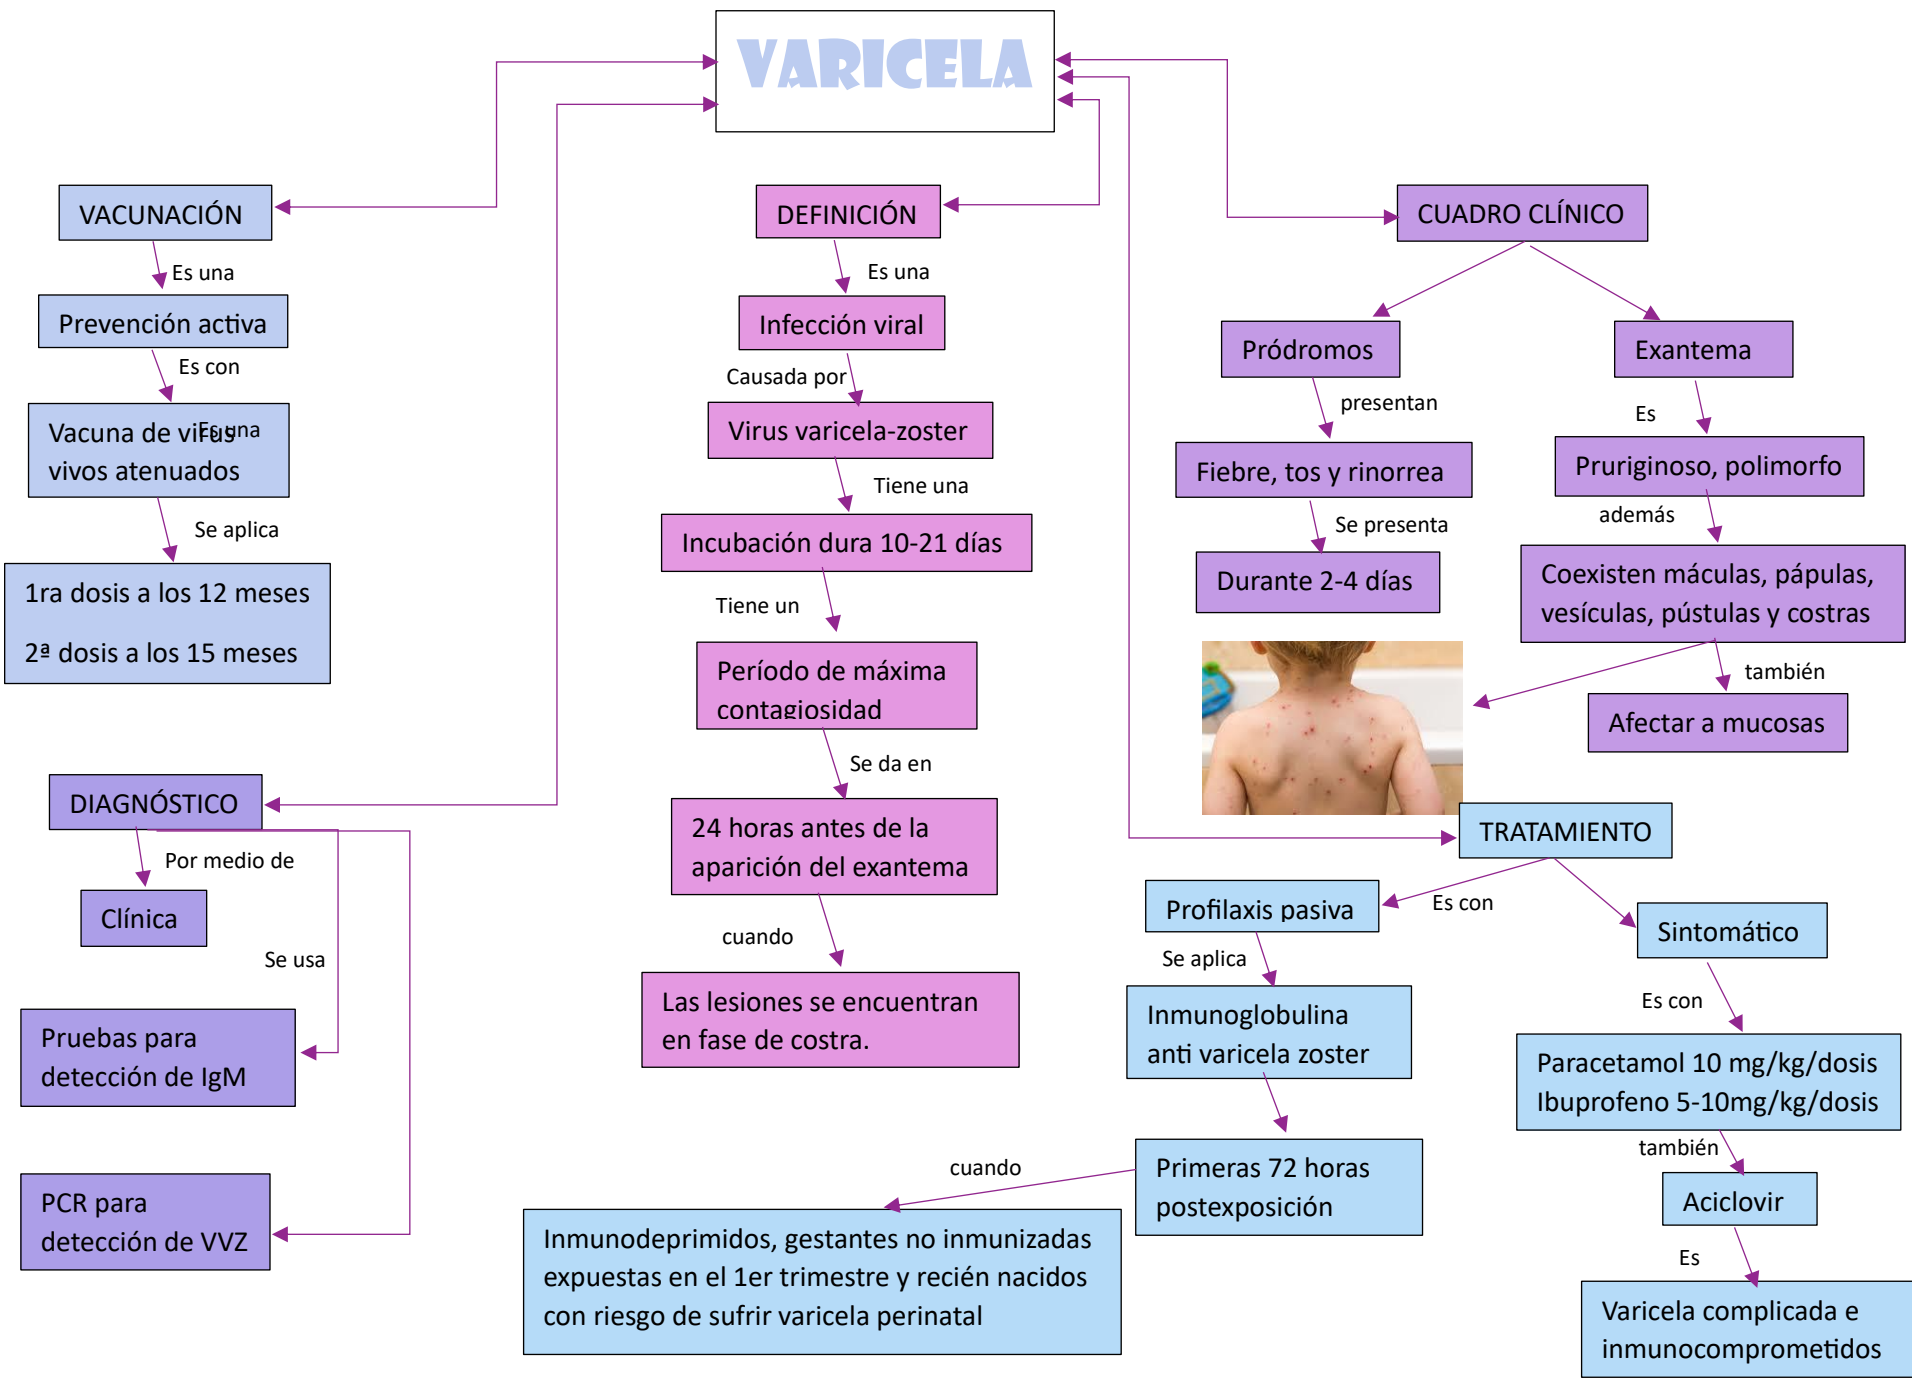 VARICELA
VACUNACIÓN
Es una
Prevención activa
Es con
Vacuna de virus
vivos atenuados
Es una
Se aplica
1ra dosis a los 12 meses
2ª dosis a los 15 meses
DIAGNÓSTICO
Por medio de
Clínica
Se usa
Pruebas para
detección de IgM
PCR para
detección de VVZ
DEFINICIÓN
Es una
Infección viral
Causada por
Virus varicela-zoster
Tiene una
Incubación dura 10-21 días
Tiene un
Período de máxima
contagiosidad
Se da en
24 horas antes de la
aparición del exantema
cuando
Las lesiones se encuentran
en fase de costra.
CUADRO CLÍNICO
Pródromos
presentan
Fiebre, tos y rinorrea
Se presenta
Durante 2-4 días
Exantema
Es
Pruriginoso, polimorfo
además
Coexisten máculas, pápulas,
vesículas, pústulas y costras
también
Afectar a mucosas
TRATAMIENTO
Es con
Profilaxis pasiva
Se aplica
Inmunoglobulina
anti varicela zoster
Primeras 72 horas
postexposición
cuando
Inmunodeprimidos, gestantes no inmunizadas
expuestas en el 1er trimestre y recién nacidos
con riesgo de sufrir varicela perinatal
Sintomático
Es con
Paracetamol 10 mg/kg/dosis
Ibuprofeno 5-10mg/kg/dosis
también
Aciclovir
Es
Varicela complicada e
inmunocomprometidos